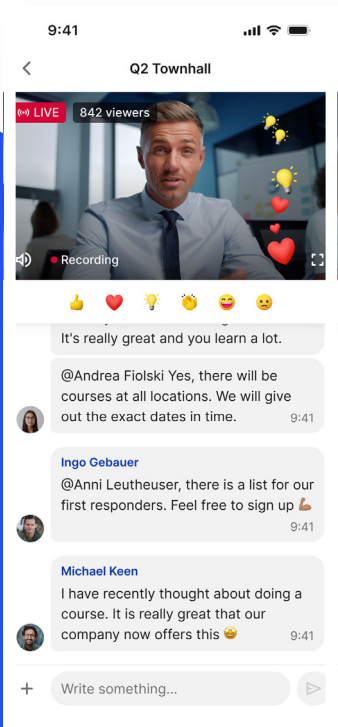 9:41
Q2 Townhall
LIVE
842 viewers
Recording
It's really great and you learn a lot.
@Andrea Fiolski Yes, there will be
courses at all locations. We will give
out the exact dates in time.
9:41
Ingo Gebauer
@Anni Leutheuser, there is a list for our
first responders. Feel free to sign up 💪🏽
9:41
Michael Keen
I have recently thought about doing a
course. It is really great that our
company now offers this 🤩
9:41
Write something...